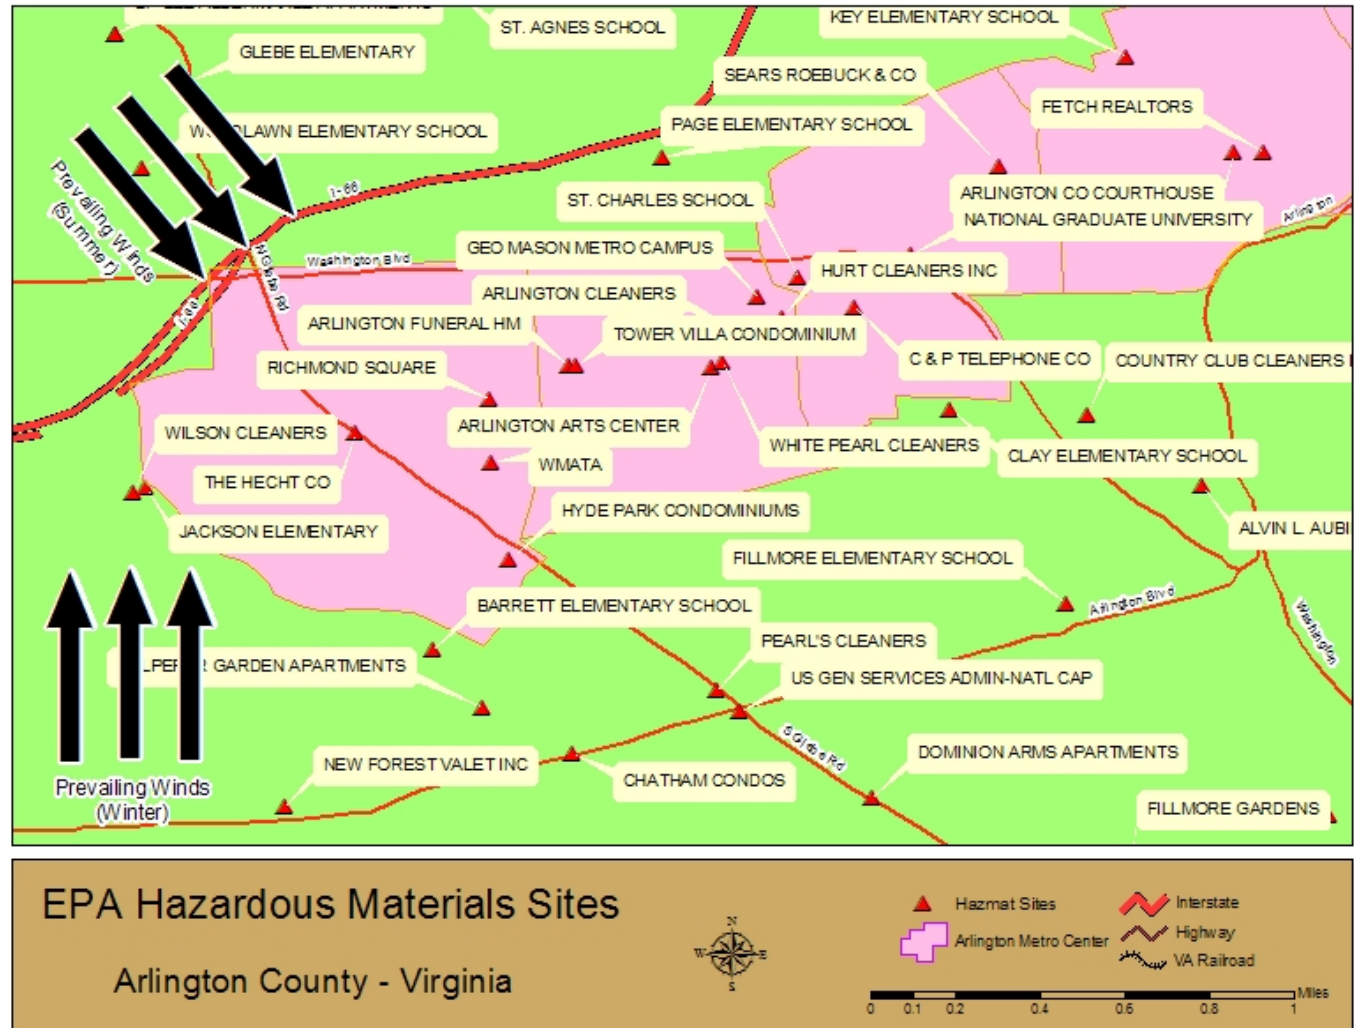 ST. AGNES SCHOOL
KEY ELEMENTARY SCHOOL
GLEBE ELEMENTARY
SEARS ROEBUCK & CO
FETCH REALTORS
PAGE ELEMENTARY SCHOOL
ELEMENTARY SCHOOL
I-66
Prevailing Winds
(Summer)
ST. CHARLES SCHOOL
ARLINGTON CO COURTHOUSE
NATIONAL GRADUATE UNIVERSITY
Arlington
GEO MASON METRO CAMPUS
Washington Blvd
N Glebe Rd
HURT CLEANERS INC
ARLINGTON CLEANERS
I-66
ARLINGTON FUNERAL HM
TOWER VILLA CONDOMINIUM
C & P TELEPHONE CO
COUNTRY CLUB CLEANERS
RICHMOND SQUARE
ARLINGTON ARTS CENTER
WILSON CLEANERS
WHITE PEARL CLEANERS
CLAY ELEMENTARY SCHOOL
WMATA
THE HECHT CO
HYDE PARK CONDOMINIUMS
JACKSON ELEMENTARY
ALVIN L. AUBI
FILLMORE ELEMENTARY SCHOOL
Arlington Blvd
BARRETT ELEMENTARY SCHOOL
Washington
PEARL'S CLEANERS
GARDEN APARTMENTS
US GEN SERVICES ADMIN-NATL CAP
S Glebe Rd
DOMINION ARMS APARTMENTS
NEW FOREST VALET INC
CHATHAM CONDOS
Prevailing Winds
(Winter)
FILLMORE GARDENS
EPA Hazardous Materials Sites
Arlington County - Virginia
N
W E
S
Hazmat Sites
Arlington Metro Center
Interstate
Highway
VA Railroad
Miles
0 0.1 0.2 0.4 0.6 0.8 1